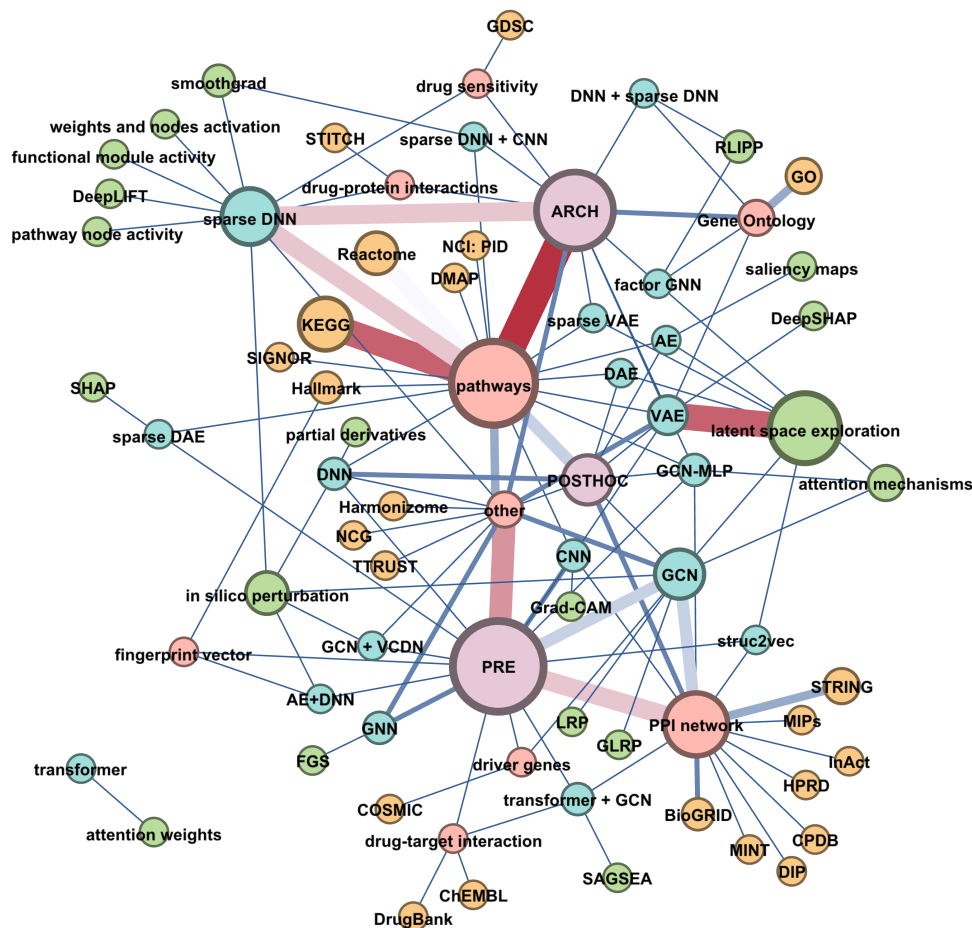 GDSC
smoothgrad
drug sensitivity
DNN + sparse DNN
weights and nodes activation
STITCH
sparse DNN + CNN
RLIPP
functional module activity
GO
DeepLIFT
drug-protein interactions
sparse DNN
ARCH
Gene Ontology
pathway node activity
Reactome
NCI: PID
saliency maps
DMAP
factor GNN
KEGG
sparse VAE
DeepSHAP
AE
SIGNOR
SHAP
Hallmark
pathways
DAE
VAE
latent space exploration
sparse DAE
partial derivatives
DNN
POSTHOC
GCN-MLP
attention mechanisms
Harmonizome
other
NCG
TTRUST
CNN
GCN
in silico perturbation
Grad-CAM
fingerprint vector
GCN + VCDN
PRE
struc2vec
AE+DNN
STRING
GNN
LRP
PPI network
MIPs
FGS
GLRP
InAct
transformer
driver genes
HPRD
COSMIC
transformer + GCN
BioGRID
attention weights
drug-target interaction
CPDB
MINT
DIP
SAGSEA
ChEMBL
DrugBank